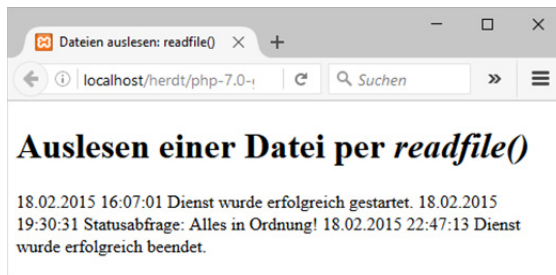 Dateien auslesen: readfile()
localhost/herdt/php-7.0-
Suchen
Auslesen einer Datei per readfile()
18.02.2015 16:07:01 Dienst wurde erfolgreich gestartet. 18.02.2015
19:30:31 Statusabfrage: Alles in Ordnung! 18.02.2015 22:47:13 Dienst
wurde erfolgreich beendet.